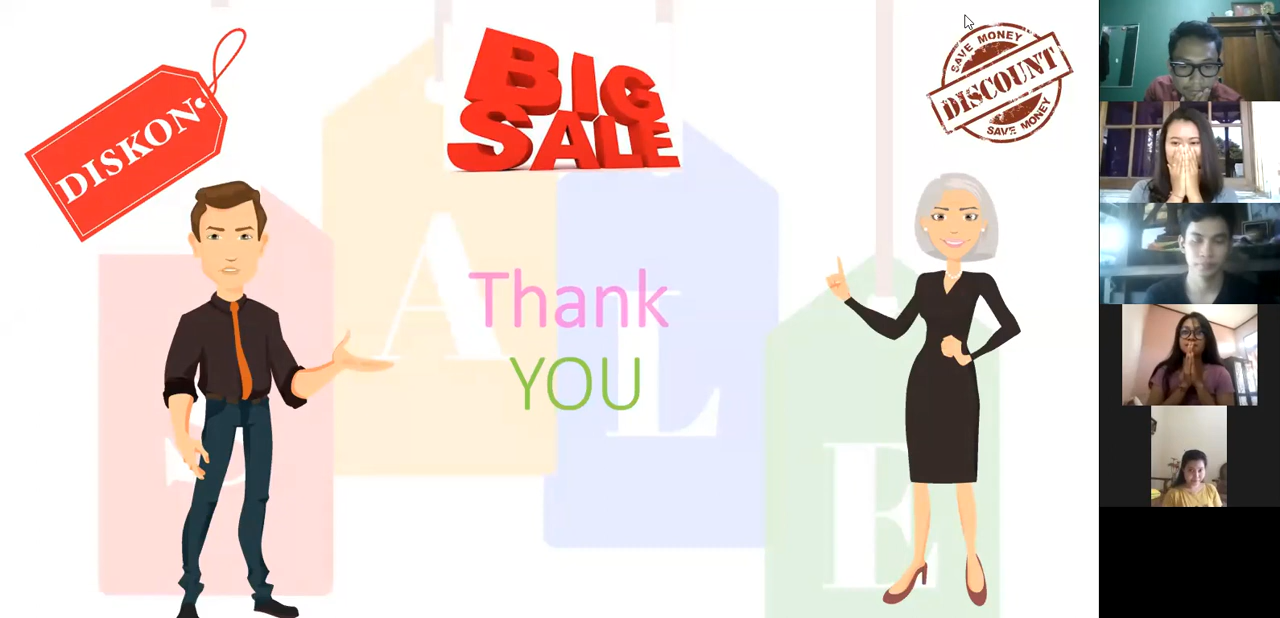 DISKON
BIG
SALE
SAVE MONEY
DISCOUNT
SAVE MONEY
S
A
L
E
Thank
YOU